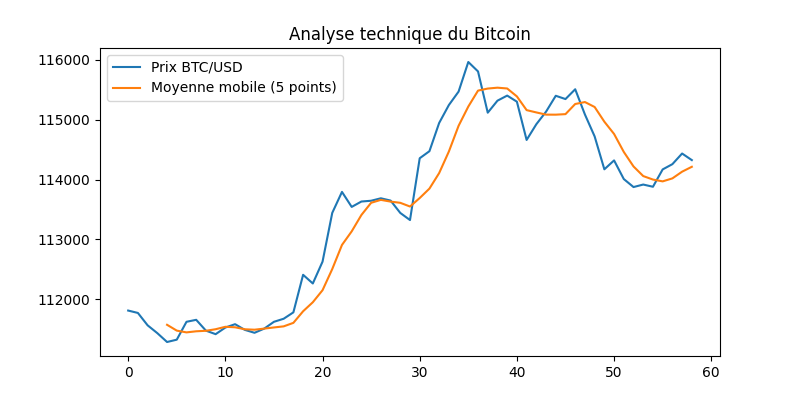 Analyse technique du Bitcoin
Prix BTC/USD
Moyenne mobile (5 points)
116000
115000
114000
113000
112000
0 10 20 30 40 50 60